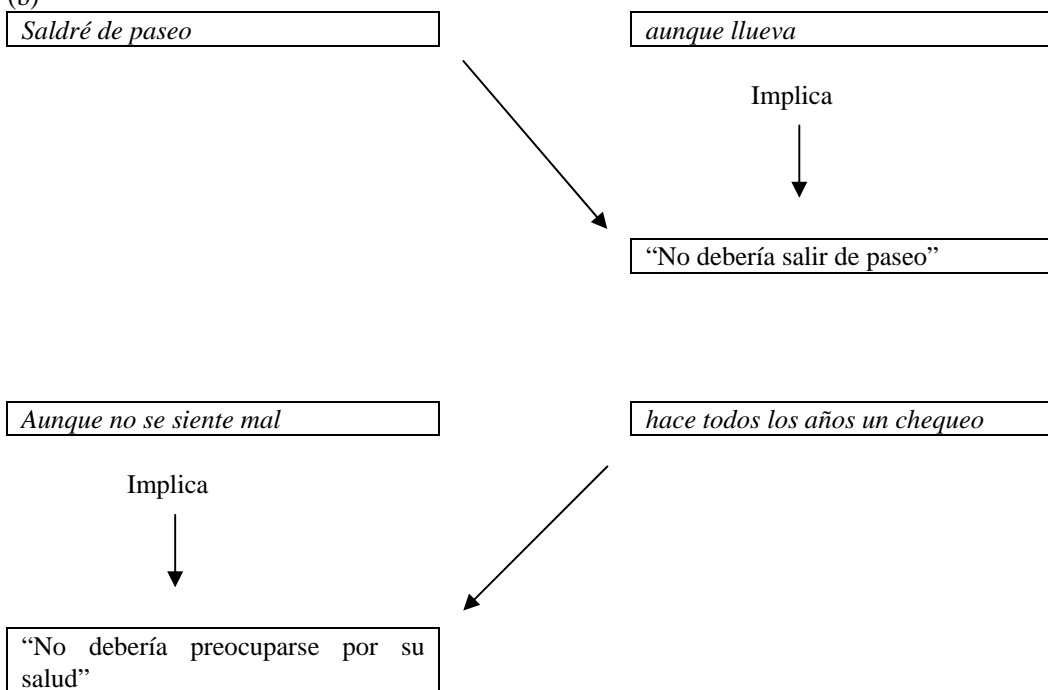 (b)
Saldré de paseo
aunque llueva
Implica
“No debería salir de paseo”
Aunque no se siente mal
hace todos los años un chequeo
Implica
“No debería preocuparse por su
salud”